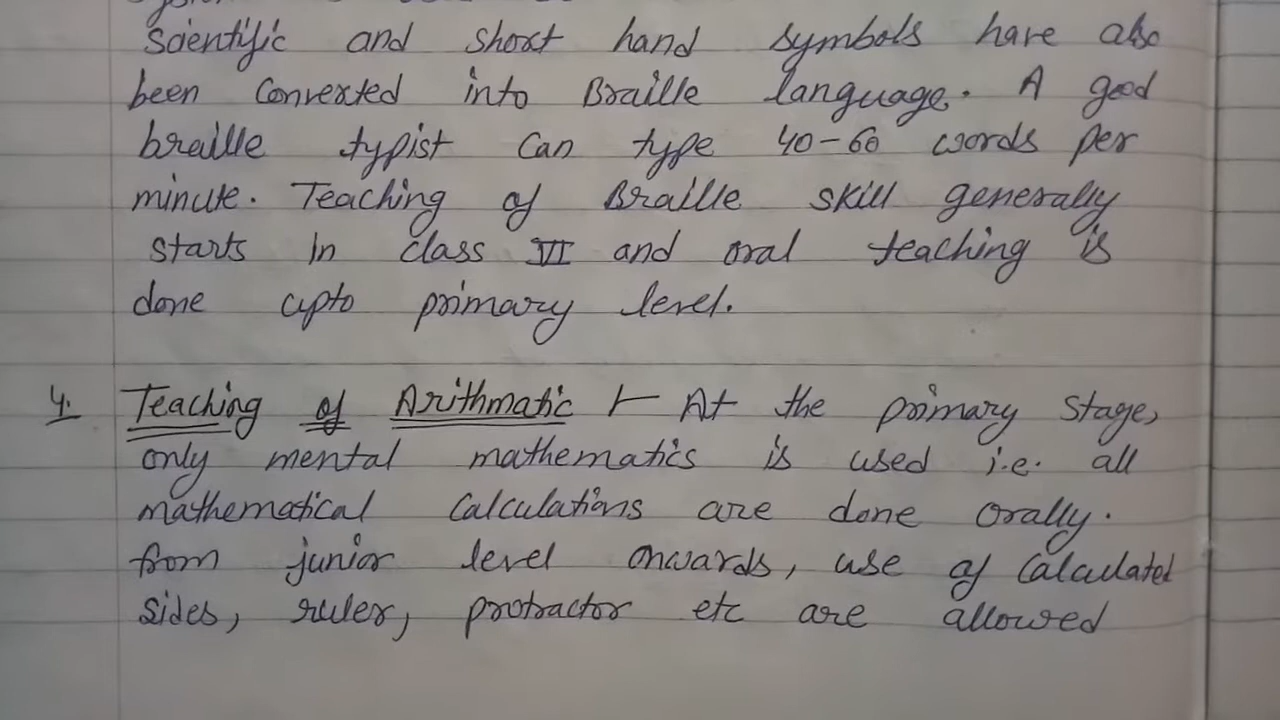 scientific and short hand symbols have also
been converted into Braille language. A good
braille typist can type 40-60 words per
minute. Teaching of Braille skill generally
starts in class VI and oral teaching is
done upto primary level.
4. Teaching of Arithmatic :- At the primary stage,
only mental mathematics is used i.e. all
mathematical calculations are done orally.
from junior level onwards, use of calculated
sides, ruler, protractor etc are allowed